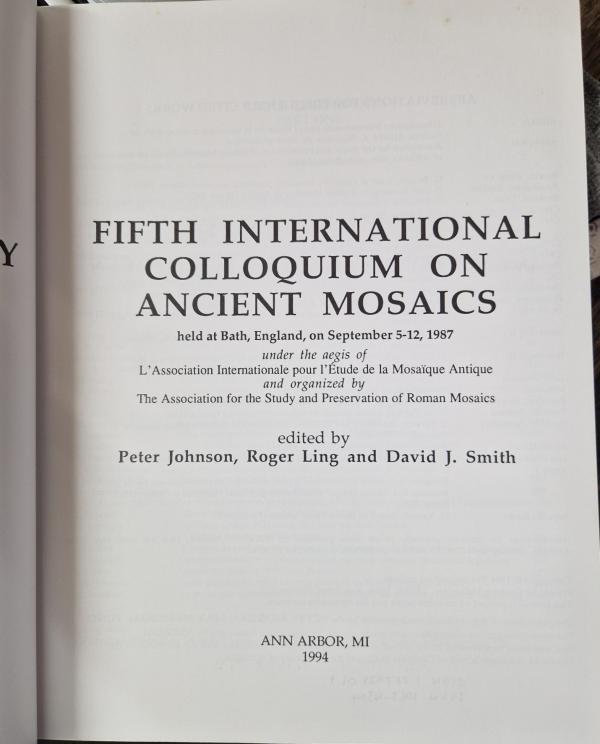 FIFTH INTERNATIONAL
COLLOQUIUM ON
ANCIENT MOSAICS
held at Bath, England, on September 5-12, 1987
under the aegis of
L'Association Internationale pour l'Étude de la Mosaïque Antique
and organized by
The Association for the Study and Preservation of Roman Mosaics
edited by
Peter Johnson, Roger Ling and David J. Smith
ANN ARBOR, MI
1994